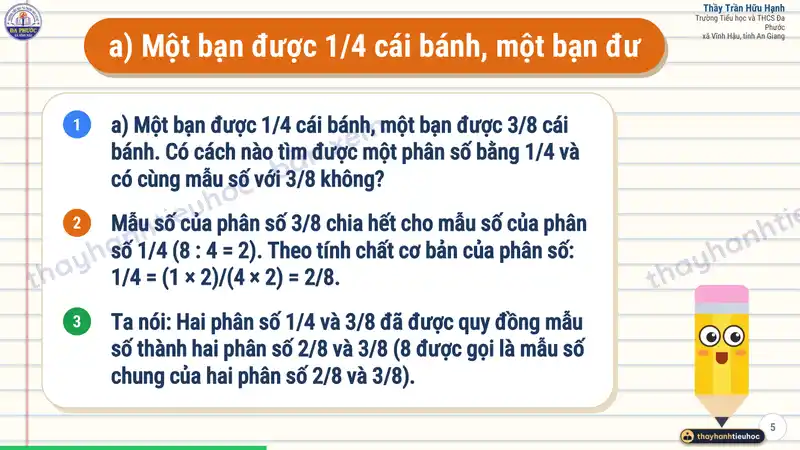 Thầy Trần Hữu Hạnh
Trường Tiểu học và THCS Đa
Phước
xã Vĩnh Hậu, tỉnh An Giang
ĐA PHƯỚC
a) Một bạn được 1/4 cái bánh, một bạn đư
1
a) Một bạn được 1/4 cái bánh, một bạn được 3/8 cái
bánh. Có cách nào tìm được một phân số bằng 1/4 và
có cùng mẫu số với 3/8 không?
2
Mẫu số của phân số 3/8 chia hết cho mẫu số của phân
số 1/4 (8 : 4 = 2). Theo tính chất cơ bản của phân số:
1/4 = (1 × 2)/(4 × 2) = 2/8.
3
Ta nói: Hai phân số 1/4 và 3/8 đã được quy đồng mẫu
số thành hai phân số 2/8 và 3/8 (8 được gọi là mẫu số
chung của hai phân số 2/8 và 3/8).
thayhanhtieuhoc
5